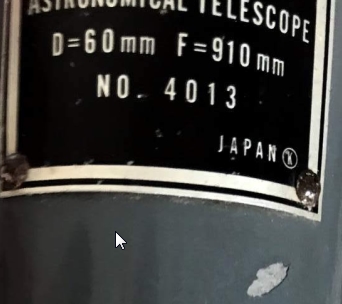 ASTRONOMICAL TELESCOPE
D=60mm F=910mm
NO. 4013
JAPAN Ⓚ